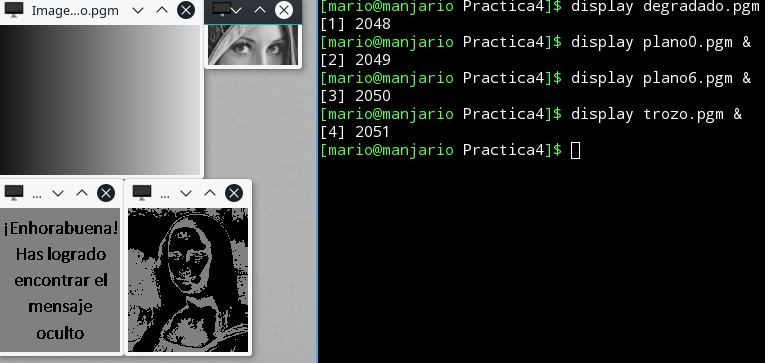 Image...o.pgm
...
...
¡Enhorabuena!
Has logrado
encontrar el
mensaje
oculto
[mario@manjario Practica4]$ display degradado.pgm
[1] 2048
[mario@manjario Practica4]$ display plano0.pgm &
[2] 2049
[mario@manjario Practica4]$ display plano6.pgm &
[3] 2050
[mario@manjario Practica4]$ display trozo.pgm &
[4] 2051
[mario@manjario Practica4]$